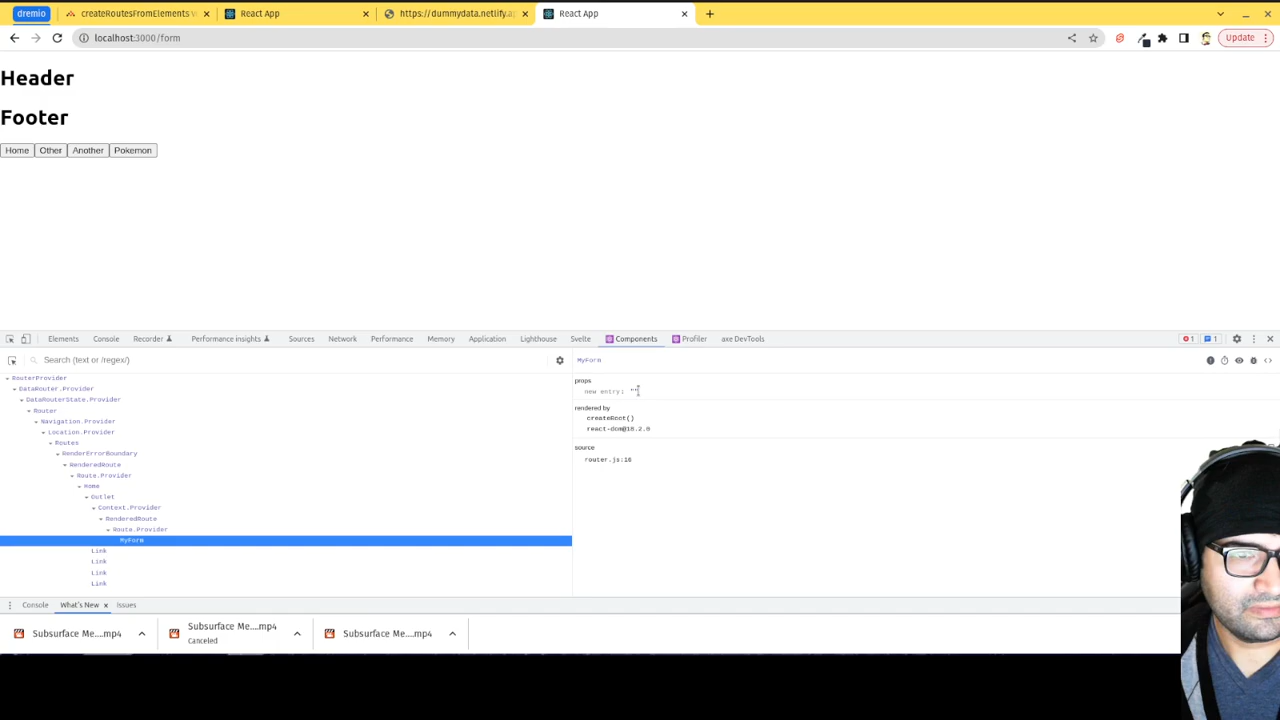 dremio createRoutesFromElements v React App https://dummydata.netlify.ap React App
localhost:3000/form Update
Header
Footer
Home Other Another Pokemon
Elements Console Recorder Performance insights Sources Network Performance Memory Application Lighthouse Svelte Components Profiler axe DevTools 1 1
Search (text or /regex/)
MyForm
RouterProvider
DataRouter.Provider
DataRouterState.Provider
Router
Navigation.Provider
Location.Provider
Routes
RenderErrorBoundary
RenderedRoute
Route.Provider
Home
Outlet
Context.Provider
RenderedRoute
Route.Provider
MyForm
Link
Link
Link
Link
props
new entry: ""
rendered by
createRoot()
react-dom@18.2.0
source
router.js:16
Console What's New Issues
Subsurface Me....mp4 Subsurface Me....mp4 Subsurface Me....mp4
Canceled